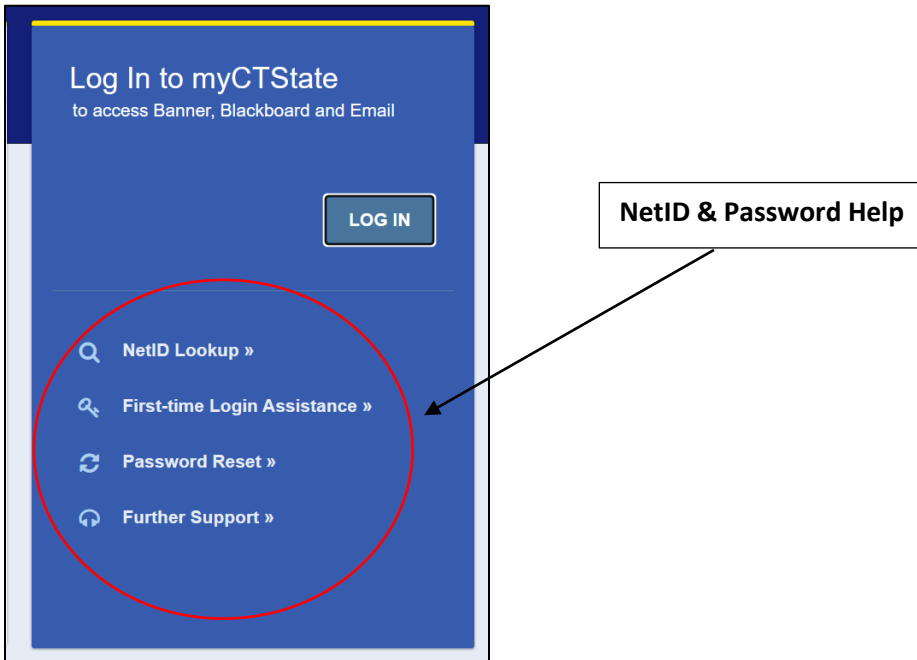 Log In to myCTState
to access Banner, Blackboard and Email
LOG IN
NetID & Password Help
NetID Lookup »
First-time Login Assistance »
Password Reset »
Further Support »